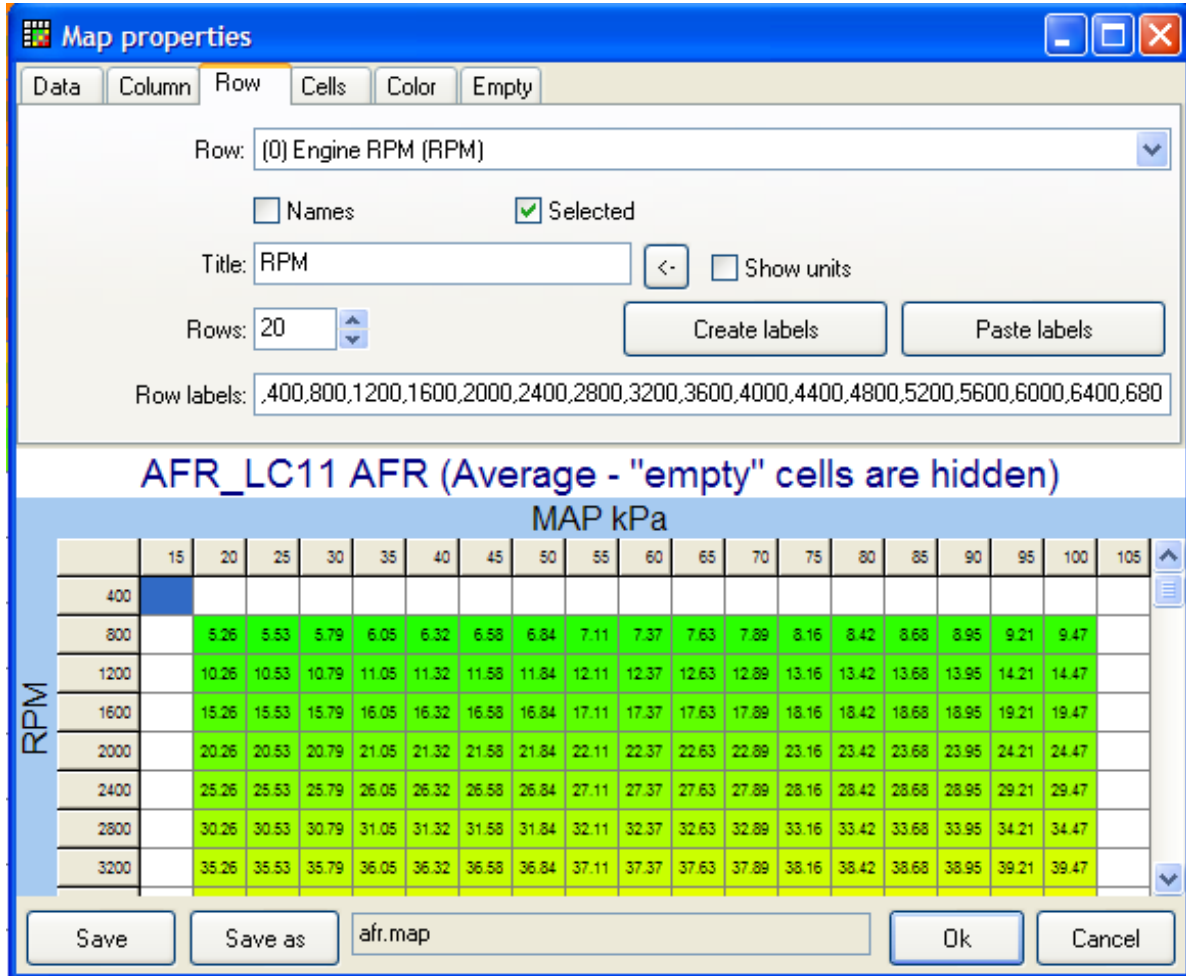 Map properties
Data Column Row Cells Color Empty
Row: (0) Engine RPM (RPM)
Names Selected
Title: RPM <- Show units
Rows: 20 Create labels Paste labels
Row labels: ,400,800,1200,1600,2000,2400,2800,3200,3600,4000,4400,4800,5200,5600,6000,6400,680
AFR_LC11 AFR (Average - "empty" cells are hidden)
MAP kPa
15 20 25 30 35 40 45 50 55 60 65 70 75 80 85 90 95 100 105
400
800 5.26 5.53 5.79 6.05 6.32 6.58 6.84 7.11 7.37 7.63 7.89 8.16 8.42 8.68 8.95 9.21 9.47
1200 10.26 10.53 10.79 11.05 11.32 11.58 11.84 12.11 12.37 12.63 12.89 13.16 13.42 13.68 13.95 14.21 14.47
1600 15.26 15.53 15.79 16.05 16.32 16.58 16.84 17.11 17.37 17.63 17.89 18.16 18.42 18.68 18.95 19.21 19.47
RPM
2000 20.26 20.53 20.79 21.05 21.32 21.58 21.84 22.11 22.37 22.63 22.89 23.16 23.42 23.68 23.95 24.21 24.47
2400 25.26 25.53 25.79 26.05 26.32 26.58 26.84 27.11 27.37 27.63 27.89 28.16 28.42 28.68 28.95 29.21 29.47
2800 30.26 30.53 30.79 31.05 31.32 31.58 31.84 32.11 32.37 32.63 32.89 33.16 33.42 33.68 33.95 34.21 34.47
3200 35.26 35.53 35.79 36.05 36.32 36.58 36.84 37.11 37.37 37.63 37.89 38.16 38.42 38.68 38.95 39.21 39.47
Save Save as afr.map Ok Cancel